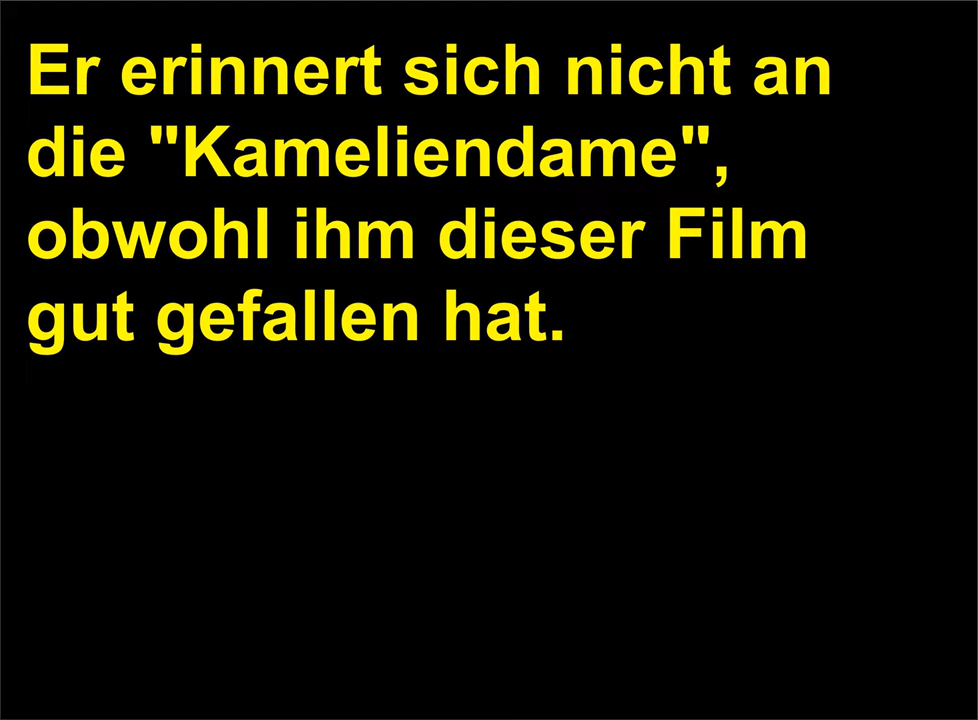 Er erinnert sich nicht an
die "Kameliendame",
obwohl ihm dieser Film
gut gefallen hat.